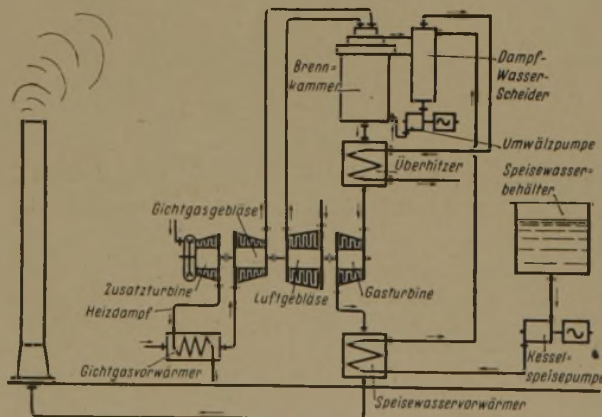 Brenn=
kammer
Dampf-
Wasser-
Scheider
Umwälzpumpe
Überhitzer
Speisewasser=
behälter
Gichtgasgebläse
Zusatzturbine
Luftgebläse
Gasturbine
Heizdampf
Gichtgasvorwärmer
Kessel=
speisepumpe
Speisewasservorwärmer